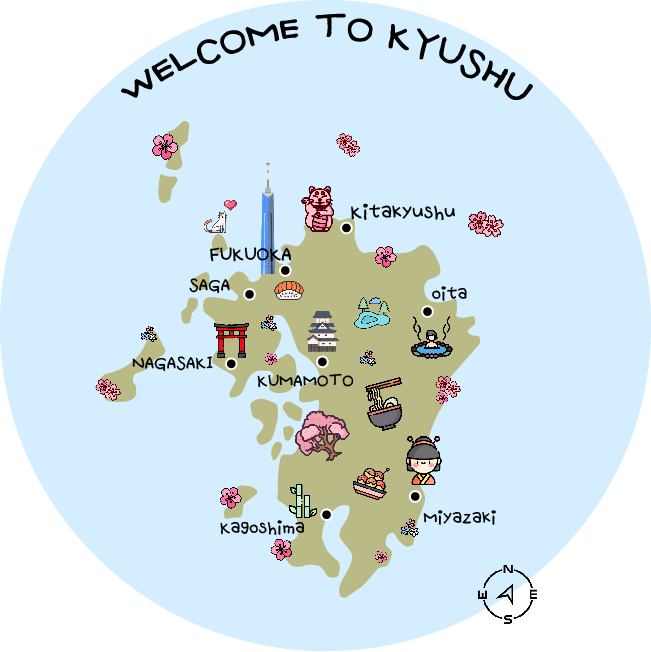 WELCOME TO KYUSHU
Kitakyushu
FUKUOKA
SAGA
oita
NAGASAKI
KUMAMOTO
Kagoshima
Miyazaki
N
W E
S